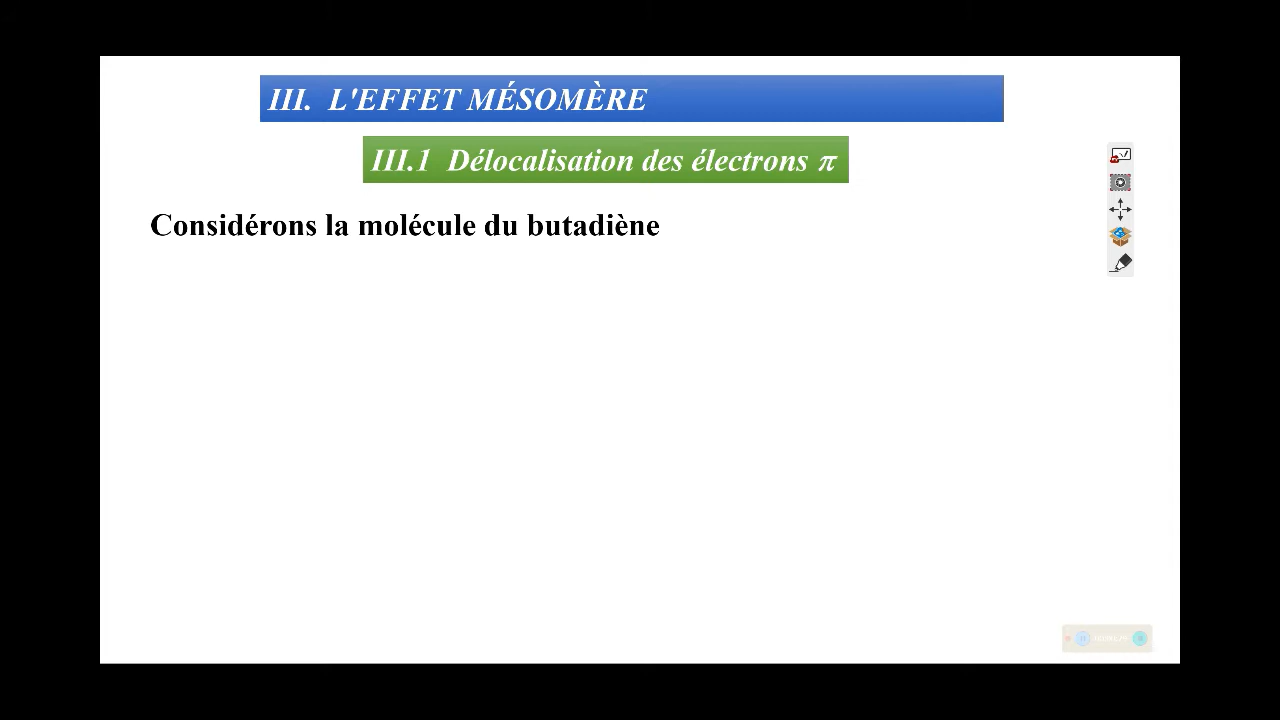 III. L'EFFET MÉSOMÈRE
III.1 Délocalisation des électrons π
Considérons la molécule du butadiène